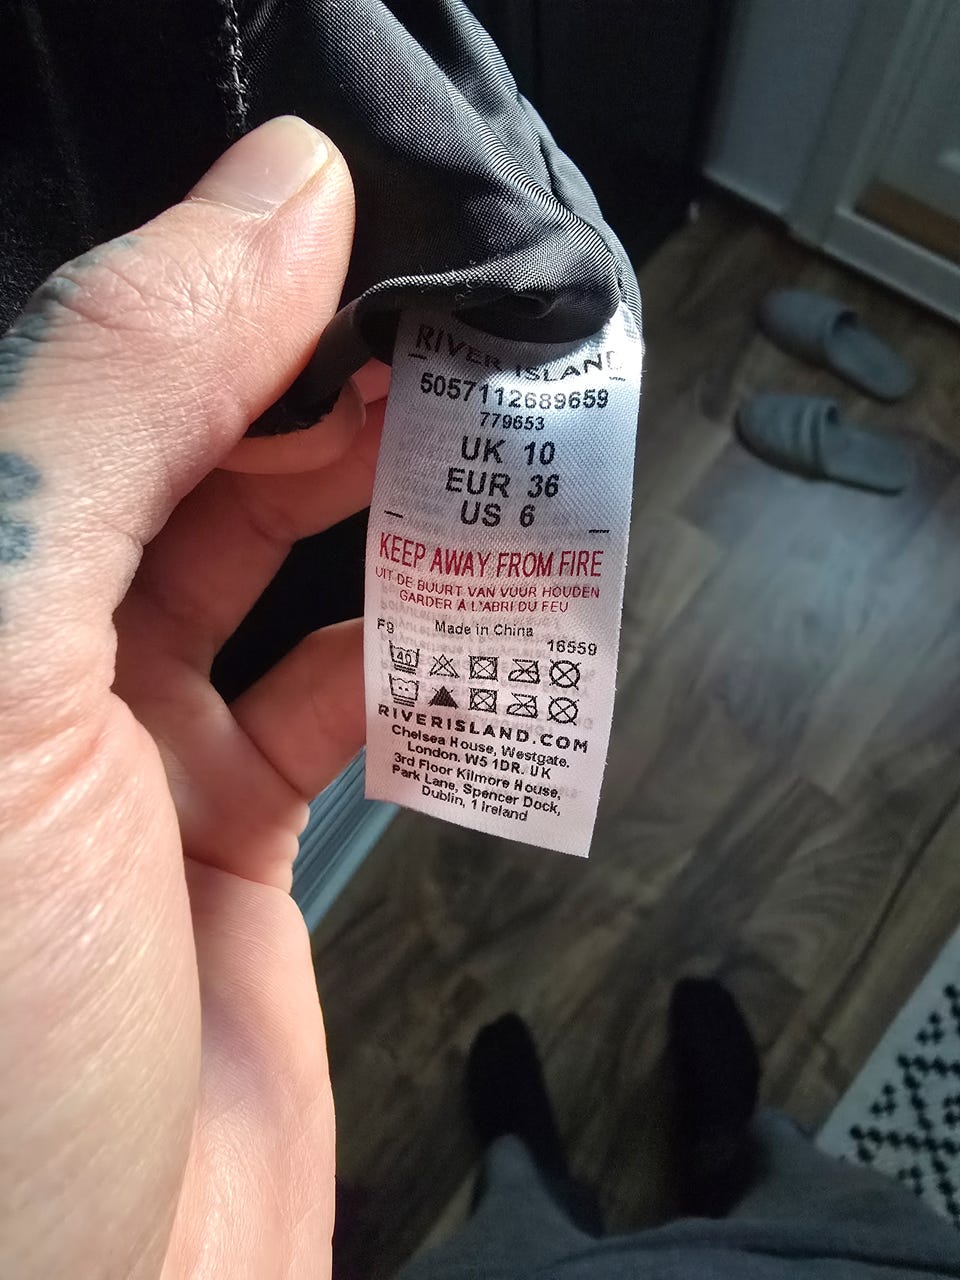 RIVER ISLAND
5057112689659
779653
UK 10
EUR 36
US 6
KEEP AWAY FROM FIRE
UIT DE BUURT VAN VUUR HOUDEN
GARDER À L'ABRI DU FEU
F9 Made in China
16559
40
RIVERISLAND.COM
Chelsea House, Westgate.
London. W5 1DR. UK
3rd Floor Kilmore House,
Park Lane, Spencer Dock,
Dublin, 1 Ireland